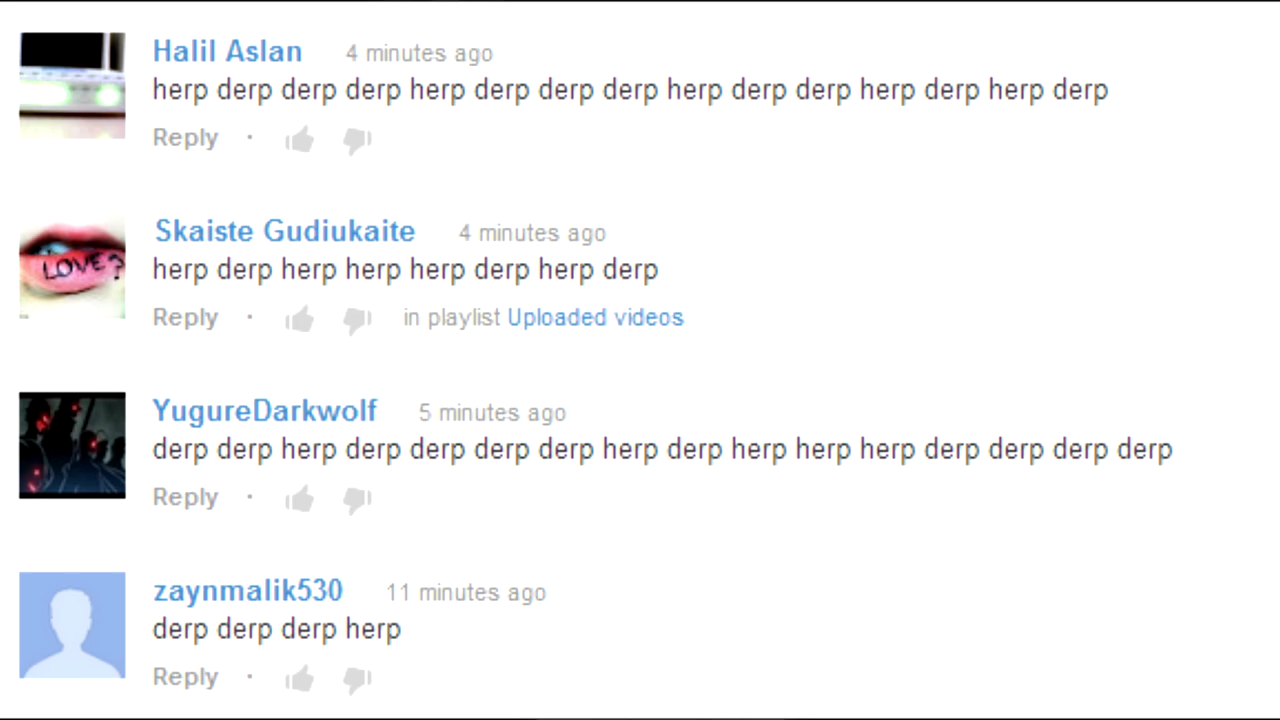 Halil Aslan 4 minutes ago
herp derp derp derp herp derp derp derp herp derp derp herp derp herp derp
Reply ·
LOVE?
Skaiste Gudiukaite 4 minutes ago
herp derp herp herp herp derp herp derp
Reply · in playlist Uploaded videos
YugureDarkwolf 5 minutes ago
derp derp herp derp derp derp derp herp derp herp herp herp derp derp derp derp
Reply ·
zaynmalik530 11 minutes ago
derp derp derp herp
Reply ·